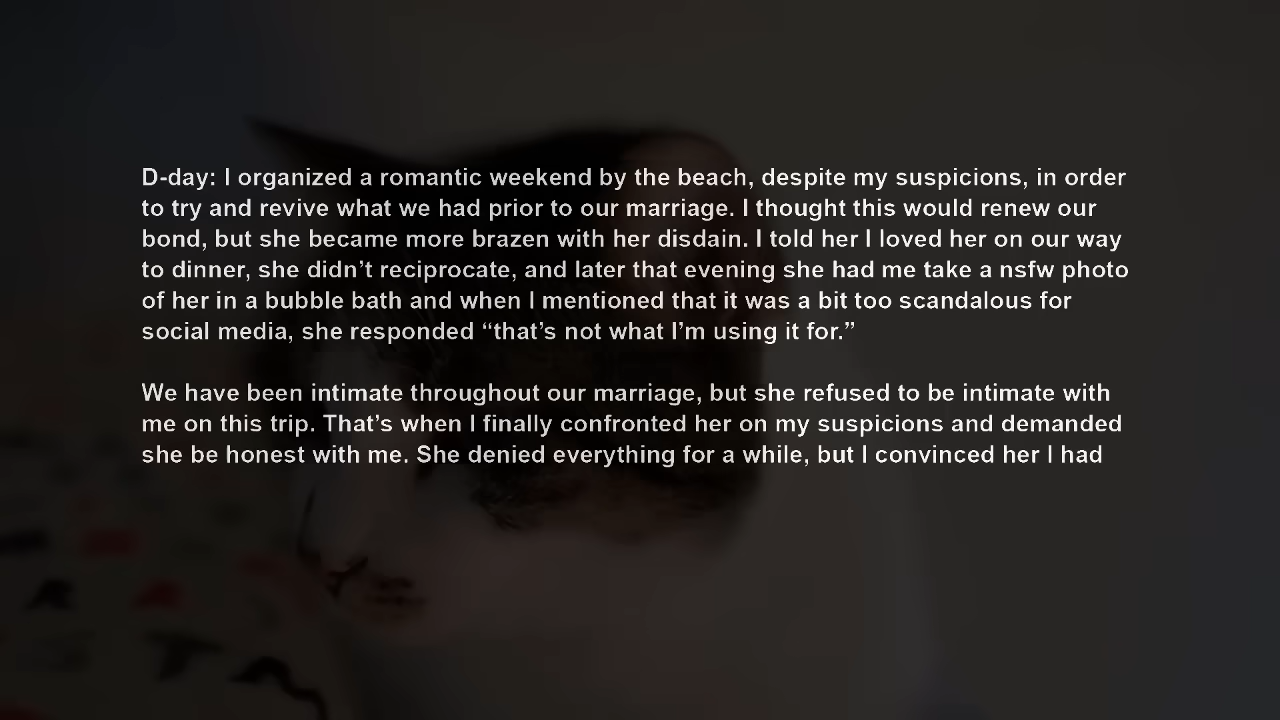 D-day: I organized a romantic weekend by the beach, despite my suspicions, in order
to try and revive what we had prior to our marriage. I thought this would renew our
bond, but she became more brazen with her disdain. I told her I loved her on our way
to dinner, she didn’t reciprocate, and later that evening she had me take a nsfw photo
of her in a bubble bath and when I mentioned that it was a bit too scandalous for
social media, she responded “that’s not what I’m using it for.”
We have been intimate throughout our marriage, but she refused to be intimate with
me on this trip. That’s when I finally confronted her on my suspicions and demanded
she be honest with me. She denied everything for a while, but I convinced her I had